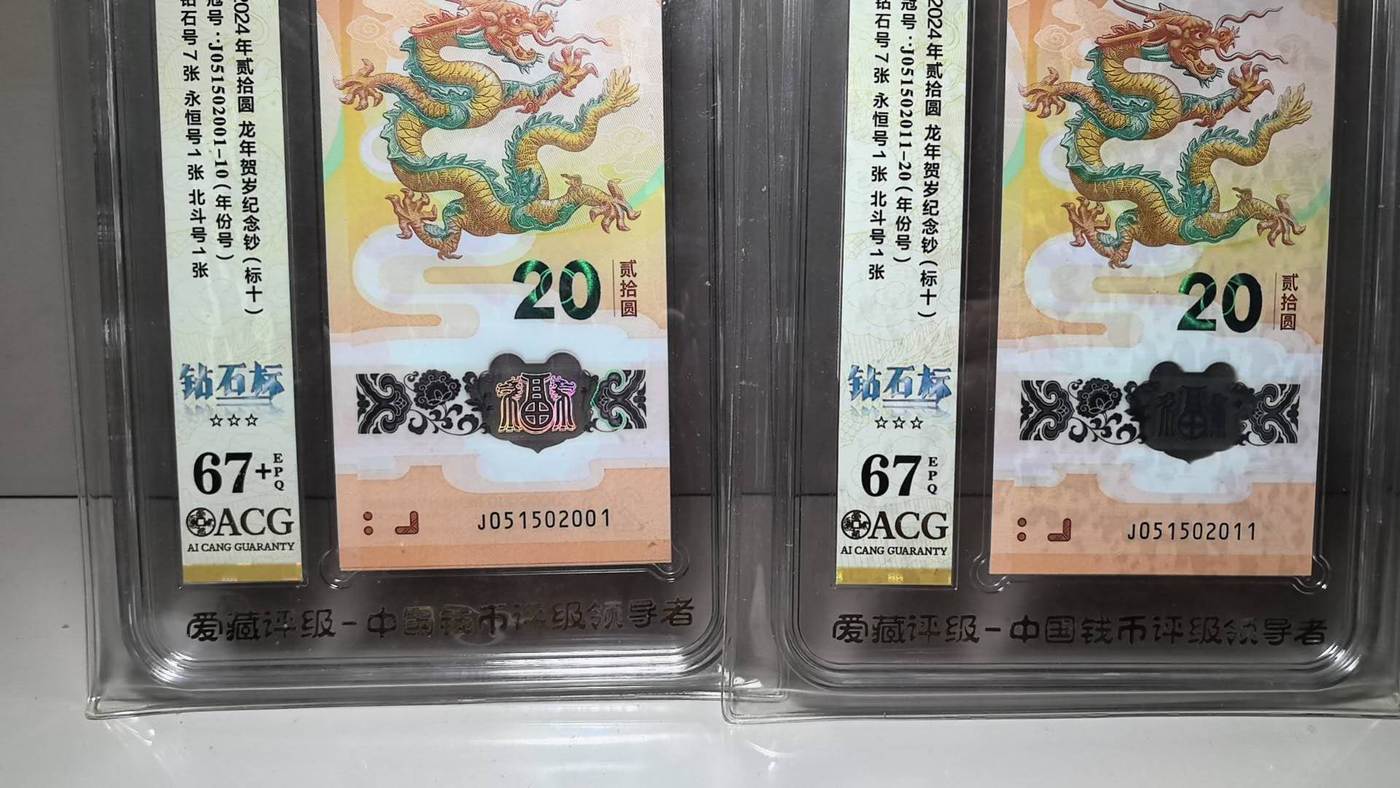 2024年贰拾圆 龙年贺岁纪念钞(标十)
冠号:J051502001-10(年份号)
钻石号7张 永恒号1张 北斗号1张
钻石标
☆☆☆
67+
EPQ
ACG
AI CANG GUARANTY
20
贰拾圆
J051502001
爱藏评级-中国钱币评级领导者
2024年贰拾圆 龙年贺岁纪念钞(标十)
冠号:J051502011-20(年份号)
钻石号7张 永恒号1张 北斗号1张
钻石标
☆☆☆
67
EPQ
ACG
AI CANG GUARANTY
20
贰拾圆
福
J051502011
爱藏评级-中国钱币评级领导者